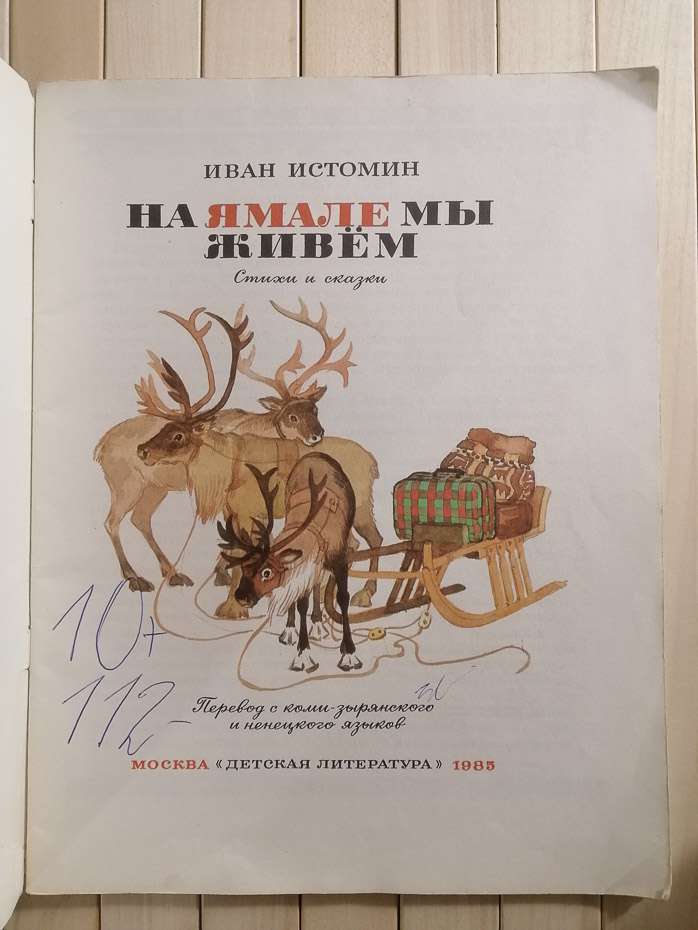 ИВАН ИСТОМИН
НА ЯМАЛЕ МЫ
ЖИВЁМ
Стихи и сказки
10+
112-
Перевод с коми-зырянского
и ненецкого языков
МОСКВА «ДЕТСКАЯ ЛИТЕРАТУРА» 1985